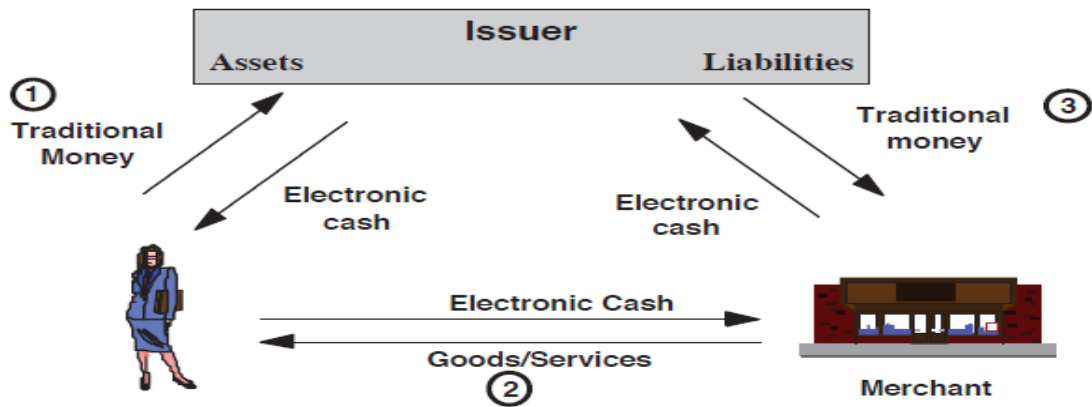 Issuer
Assets Liabilities
1
Traditional
Money
3
Traditional
money
Electronic
cash
Electronic
cash
Electronic Cash
Goods/Services
2
Merchant